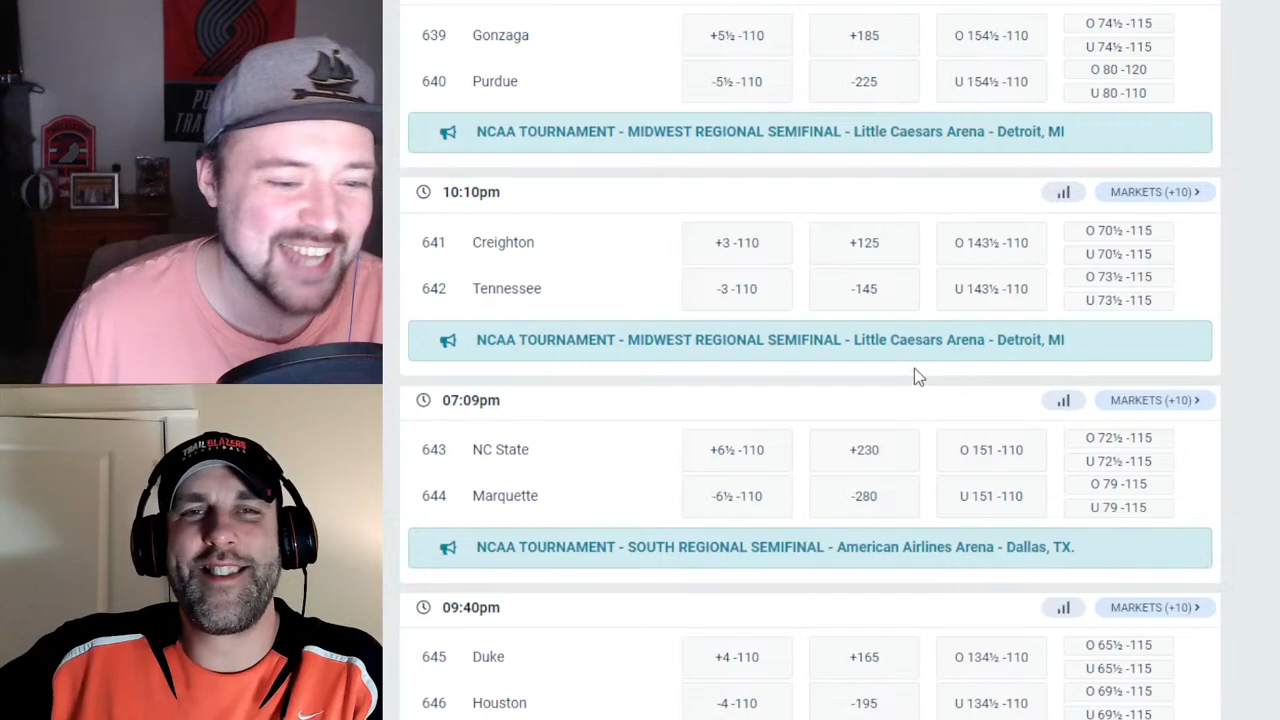 639 Gonzaga +5½ -110 +185 O 154½ -110 O 74½ -115
U 74½ -115
640 Purdue -5½ -110 -225 U 154½ -110 O 80 -120
U 80 -110
NCAA TOURNAMENT - MIDWEST REGIONAL SEMIFINAL - Little Caesars Arena - Detroit, MI
10:10pm MARKETS (+10)
641 Creighton +3 -110 +125 O 143½ -110 O 70½ -115
U 70½ -115
642 Tennessee -3 -110 -145 U 143½ -110 O 73½ -115
U 73½ -115
NCAA TOURNAMENT - MIDWEST REGIONAL SEMIFINAL - Little Caesars Arena - Detroit, MI
07:09pm MARKETS (+10)
643 NC State +6½ -110 +230 O 151 -110 O 72½ -115
U 72½ -115
644 Marquette -6½ -110 -280 U 151 -110 O 79 -115
U 79 -115
NCAA TOURNAMENT - SOUTH REGIONAL SEMIFINAL - American Airlines Arena - Dallas, TX.
09:40pm MARKETS (+10)
645 Duke +4 -110 +165 O 134½ -110 O 65½ -115
U 65½ -115
646 Houston -4 -110 -195 U 134½ -110 O 69½ -115
U 69½ -115
TRAIL BLAZERS